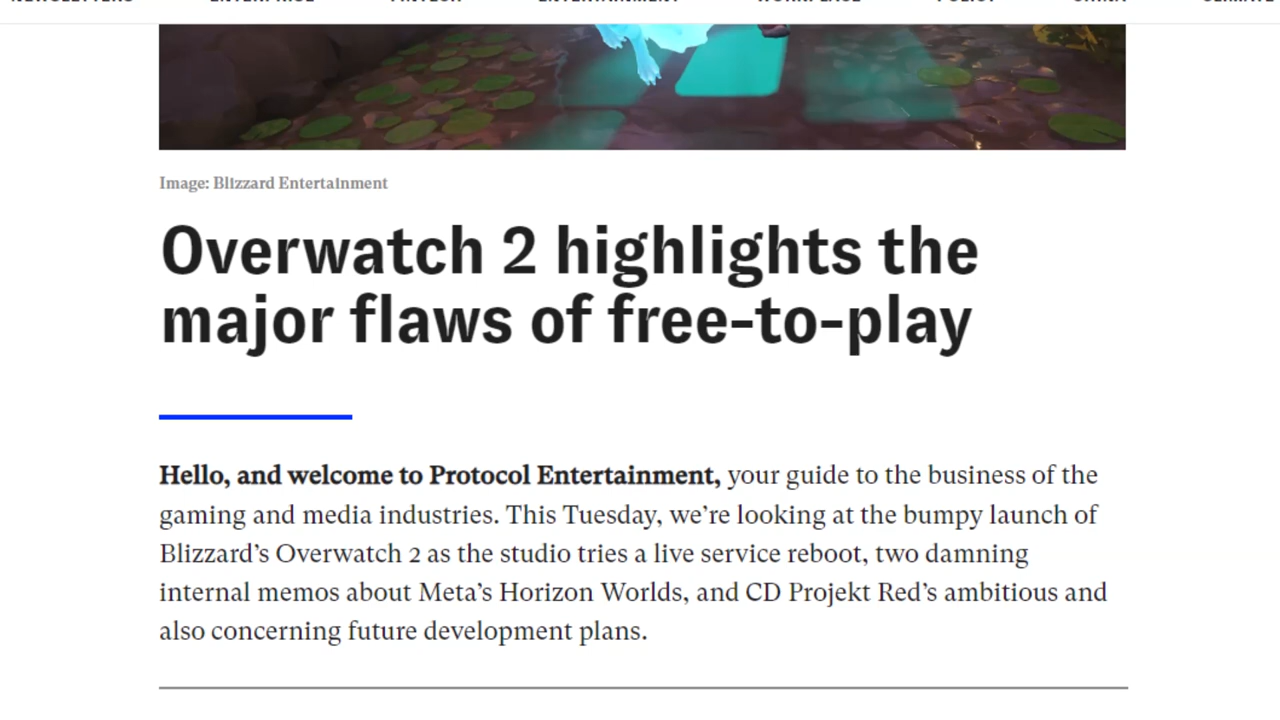 Image: Blizzard Entertainment
Overwatch 2 highlights the
major flaws of free-to-play
Hello, and welcome to Protocol Entertainment, your guide to the business of the
gaming and media industries. This Tuesday, we’re looking at the bumpy launch of
Blizzard’s Overwatch 2 as the studio tries a live service reboot, two damning
internal memos about Meta’s Horizon Worlds, and CD Projekt Red’s ambitious and
also concerning future development plans.